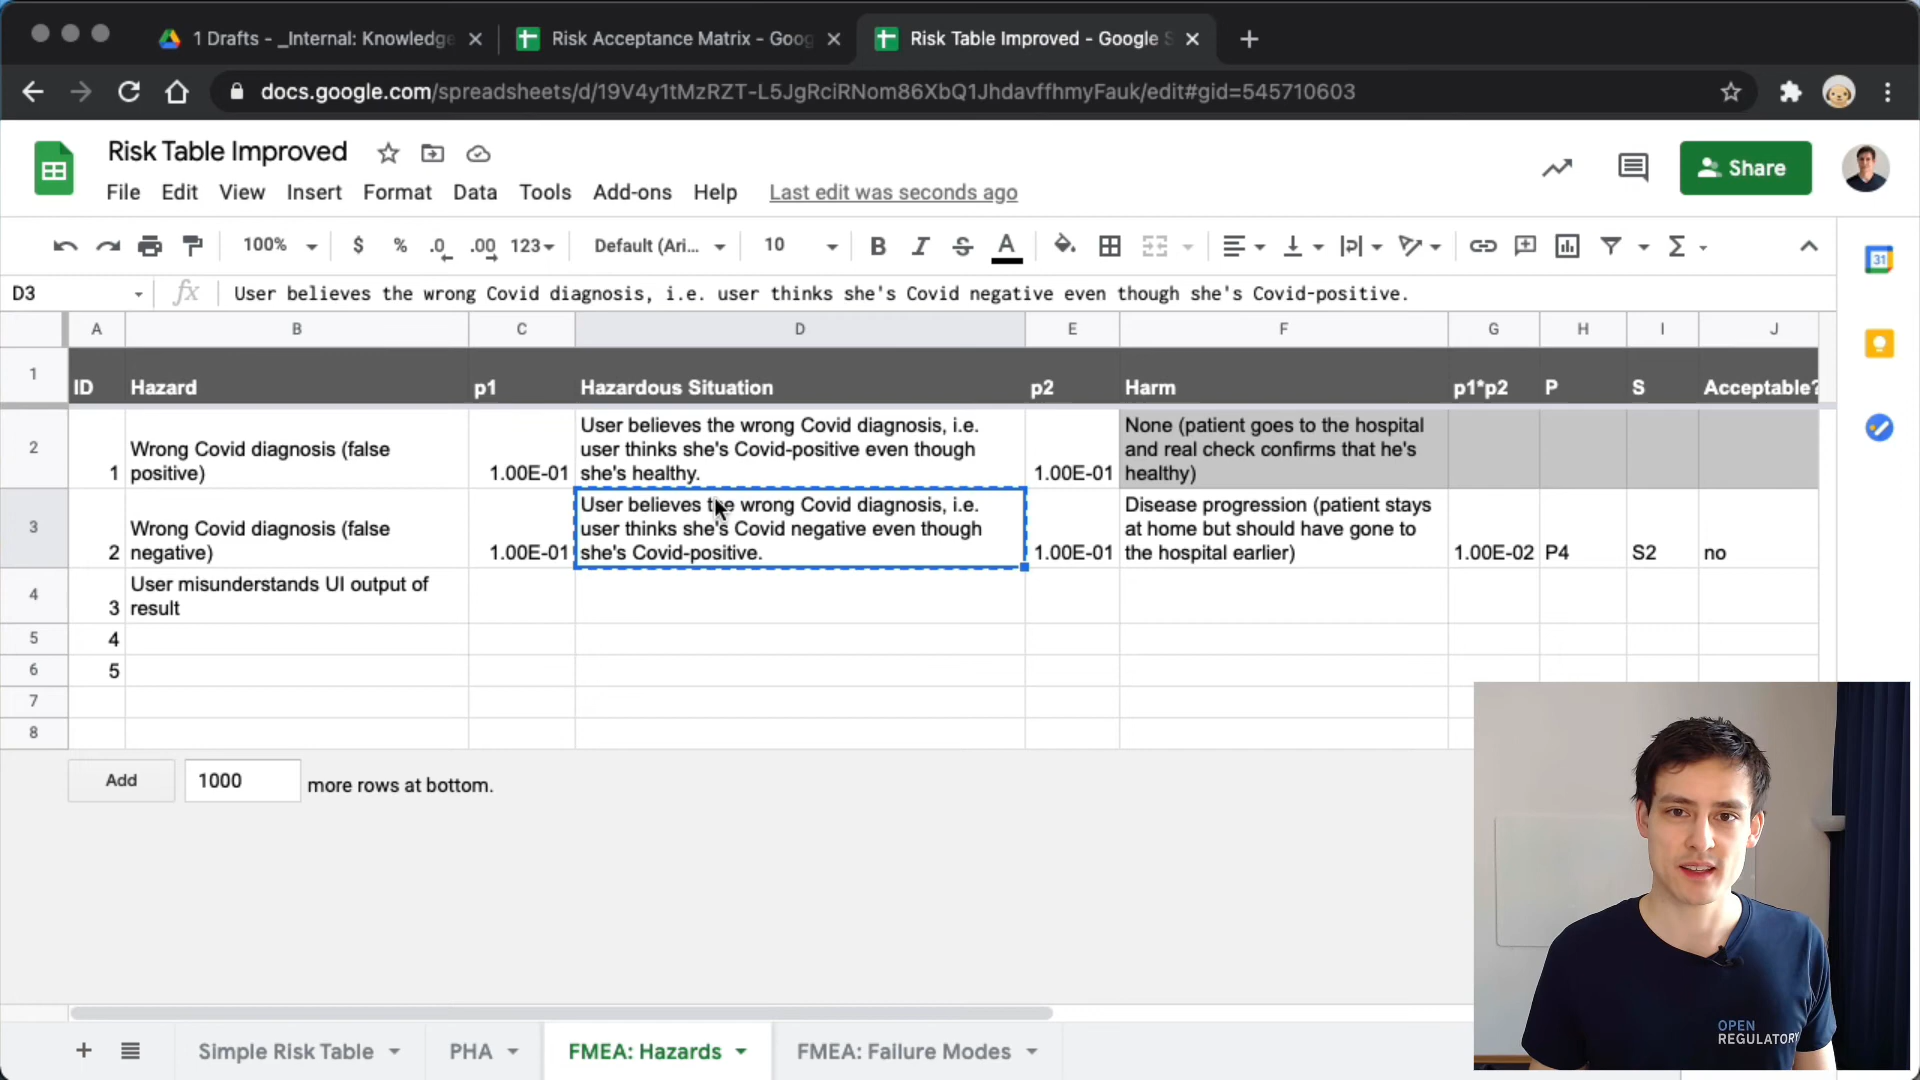 1 Drafts - _Internal: Knowledge
Risk Acceptance Matrix - Goog
Risk Table Improved - Google S
docs.google.com/spreadsheets/d/19V4y1tMzRZT-L5JgRciRNom86XbQ1JhdavffhmyFauk/edit#gid=545710603
Risk Table Improved
Share
File Edit View Insert Format Data Tools Add-ons Help Last edit was seconds ago
100% $ % .0 .00 123 Default (Ari... 10 B I S A
31
D3 fx User believes the wrong Covid diagnosis, i.e. user thinks she's Covid negative even though she's Covid-positive.
A B C D E F G H I J
1 ID Hazard p1 Hazardous Situation p2 Harm p1*p2 P S Acceptable?
2 1 Wrong Covid diagnosis (false
positive)
1.00E-01
User believes the wrong Covid diagnosis, i.e.
user thinks she's Covid-positive even though
she's healthy.
1.00E-01
None (patient goes to the hospital
and real check confirms that he's
healthy)
3 2 Wrong Covid diagnosis (false
negative)
1.00E-01
User believes the wrong Covid diagnosis, i.e.
user thinks she's Covid negative even though
she's Covid-positive.
1.00E-01
Disease progression (patient stays
at home but should have gone to
the hospital earlier)
1.00E-02 P4 S2 no
4 3 User misunderstands UI output of
result
5 4
6 5
7
8
Add 1000 more rows at bottom.
OPEN
REGULATORY
Simple Risk Table PHA FMEA: Hazards FMEA: Failure Modes